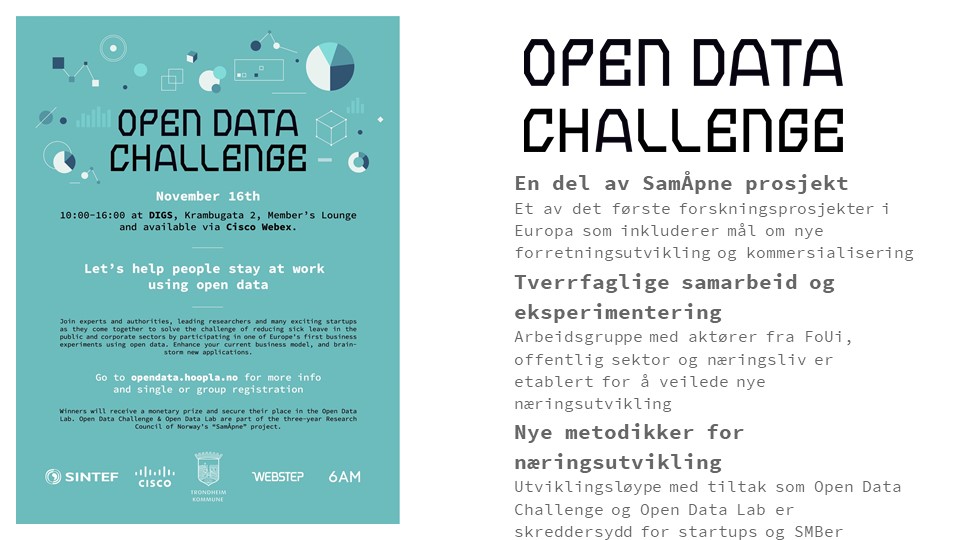 OPEN DATA
CHALLENGE
November 16th
10:00-16:00 at DIGS, Krambugata 2, Member's Lounge
and available via Cisco Webex.
Let's help people stay at work
using open data
Join experts and authorities, leading researchers and many exciting startups
as they come together to solve the challenge of reducing sick leave in the
public and corporate sectors by participating in one of Europe's first business
experiments using open data. Enhance your current business model, and brain-
storm new applications.
Go to opendata.hoopla.no for more info
and single or group registration
Winners will receive a monetary prize and secure their place in the Open Data
Lab. Open Data Challenge & Open Data Lab are part of the three-year Research
Council of Norway's "SamÅpne" project.
SINTEF
CISCO
TRONDHEIM
KOMMUNE
WEBSTEP
6AM
OPEN DATA
CHALLENGE
En del av SamÅpne prosjekt
Et av det første forskningsprosjekter i
Europa som inkluderer mål om nye
forretningsutvikling og kommersialisering
Tverrfaglige samarbeid og
eksperimentering
Arbeidsgruppe med aktører fra FoUi,
offentlig sektor og næringsliv er
etablert for å veilede nye
næringsutvikling
Nye metodikker for
næringsutvikling
Utviklingsløype med tiltak som Open Data
Challenge og Open Data Lab er
skreddersydd for startups og SMBer